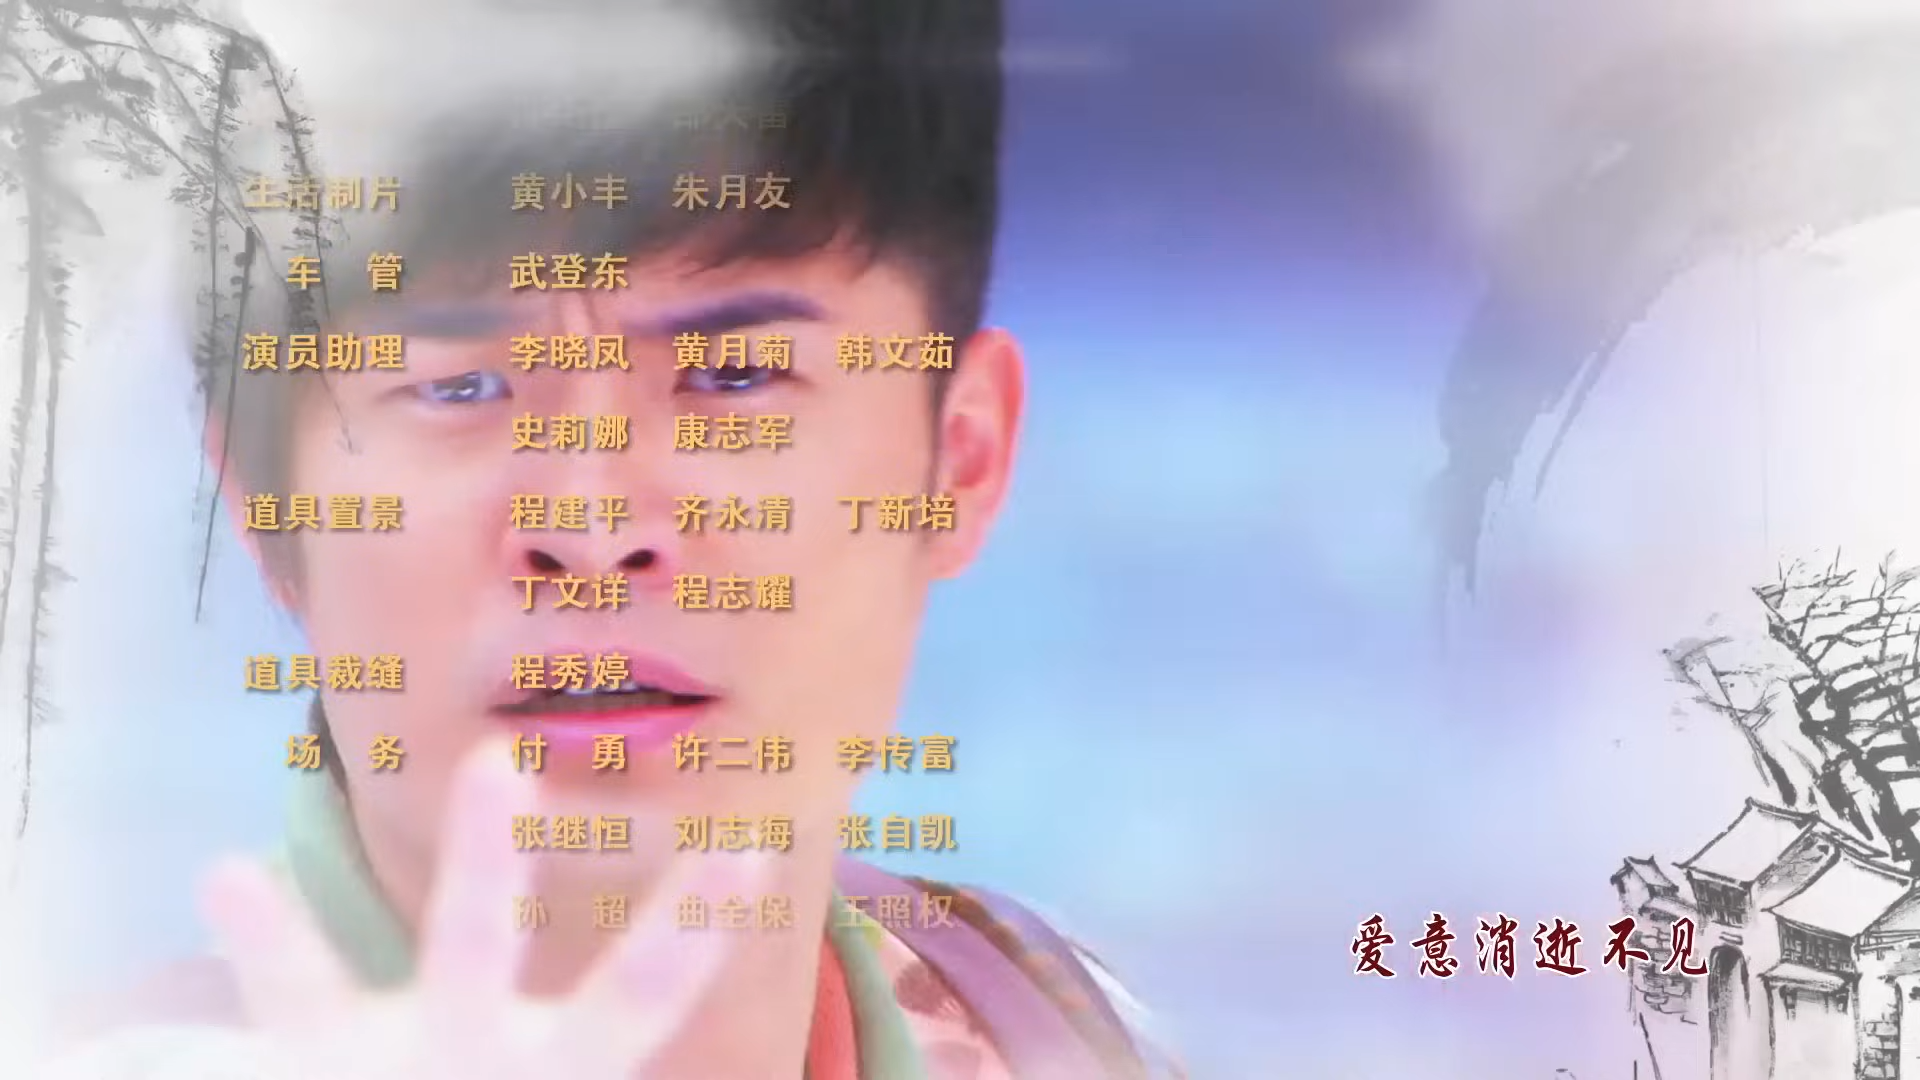 生活制片 黄小丰 朱月友
车 管 武登东
演员助理 李晓凤 黄月菊 韩文茹
史莉娜 康志军
道具置景 程建平 齐永清 丁新培
丁文详 程志耀
道具裁缝 程秀婷
场 务 付 勇 许二伟 李传富
张继恒 刘志海 张自凯
孙 超 曲全保 王照权
爱意消逝不见